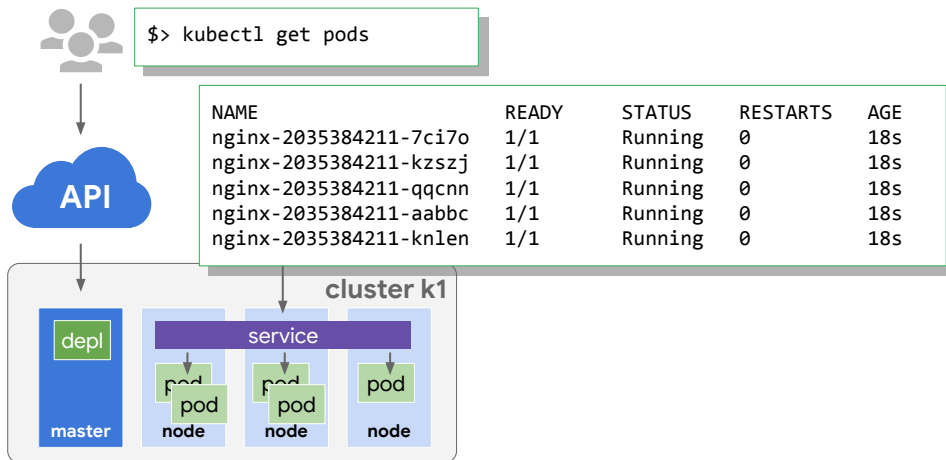 $> kubectl get pods
NAME READY STATUS RESTARTS AGE
nginx-2035384211-7ci7o 1/1 Running 0 18s
nginx-2035384211-kzszj 1/1 Running 0 18s
nginx-2035384211-qqcnn 1/1 Running 0 18s
nginx-2035384211-aabbc 1/1 Running 0 18s
nginx-2035384211-knlen 1/1 Running 0 18s
API
cluster k1
depl
service
pod
pod
pod
pod
pod
master
node
node
node